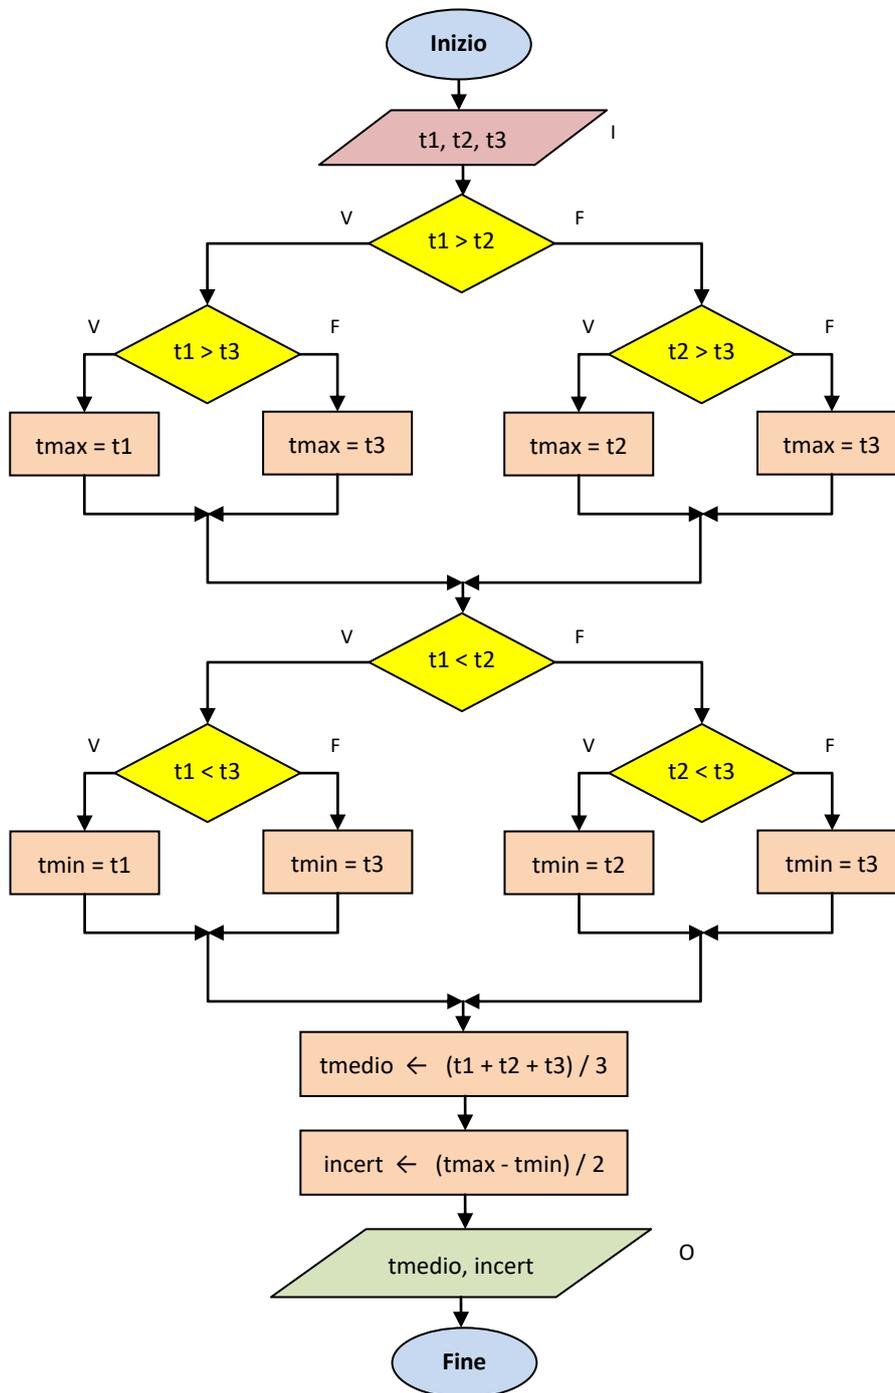 Inizio
t1, t2, t3
I
V
F
t1 > t2
V
F
V
F
t1 > t3
t2 > t3
tmax = t1
tmax = t3
tmax = t2
tmax = t3
V
F
t1 < t2
V
F
V
F
t1 < t3
t2 < t3
tmin = t1
tmin = t3
tmin = t2
tmin = t3
tmedio ← (t1 + t2 + t3) / 3
incert ← (tmax - tmin) / 2
tmedio, incert
O
Fine